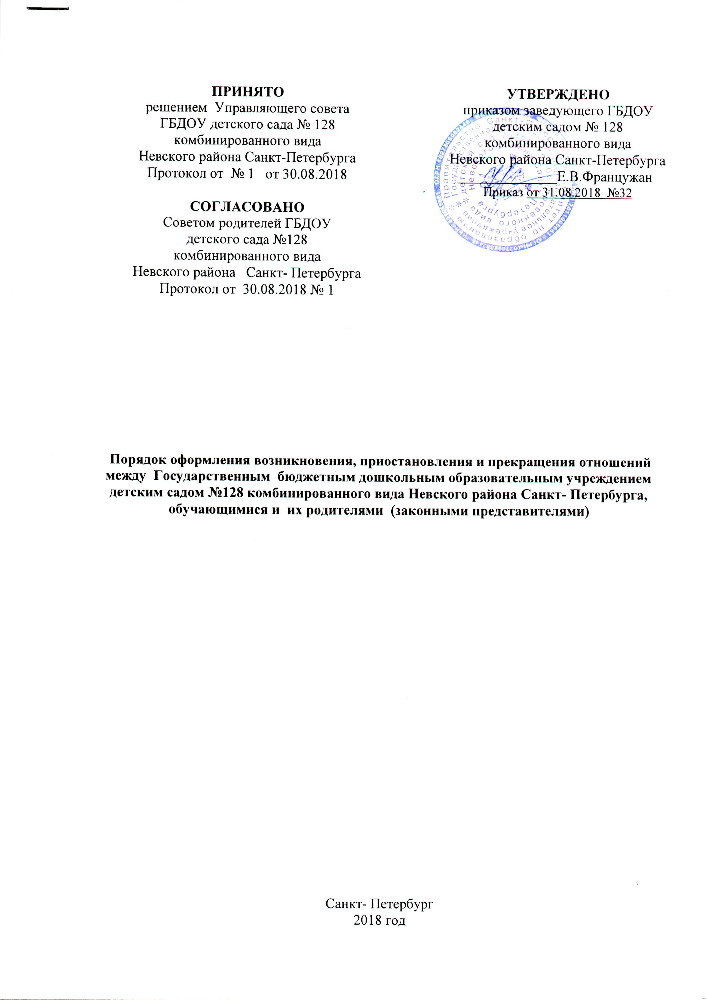 ПРИНЯТО
решением Управляющего совета
ГБДОУ детского сада № 128
комбинированного вида
Невского района Санкт-Петербурга
Протокол от № 1 от 30.08.2018
СОГЛАСОВАНО
Советом родителей ГБДОУ
детского сада №128
комбинированного вида
Невского района Санкт- Петербурга
Протокол от 30.08.2018 № 1
УТВЕРЖДЕНО
приказом заведующего ГБДОУ
детским садом № 128
комбинированного вида
Невского района Санкт-Петербурга
Е.В.Францужан
Приказ от 31.08.2018 №32
Порядок оформления возникновения, приостановления и прекращения отношений
между Государственным бюджетным дошкольным образовательным учреждением
детским садом №128 комбинированного вида Невского района Санкт- Петербурга,
обучающимися и их родителями (законными представителями)
Санкт- Петербург
2018 год